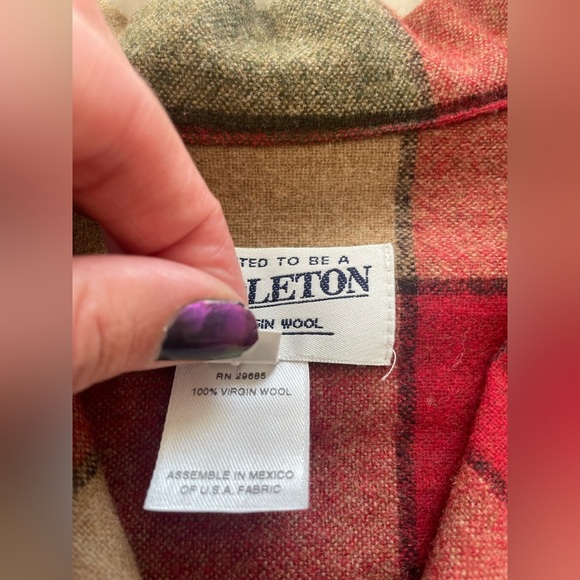 TED TO BE A
LETON
GIN WOOL
RN 29685
100% VIRGIN WOOL
ASSEMBLE IN MEXICO
OF U.S.A. FABRIC